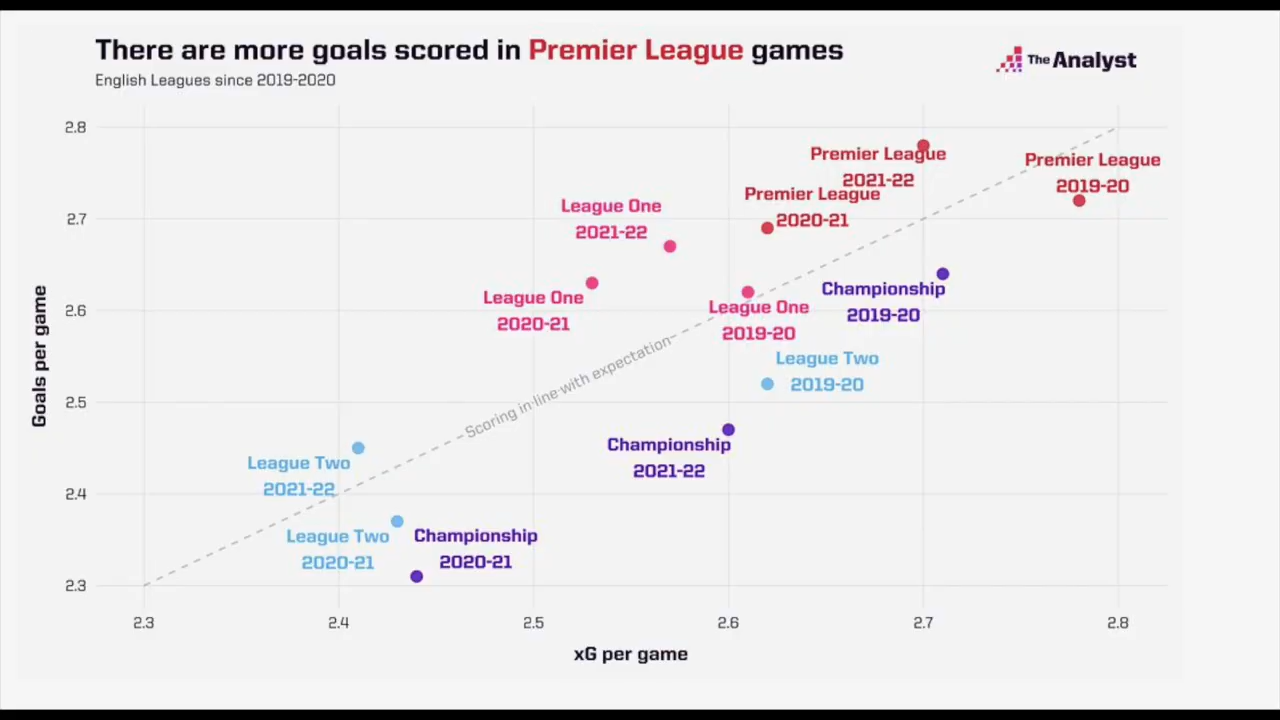 There are more goals scored in Premier League games
English Leagues since 2019-2020
The Analyst
2.8
2.7
2.6
2.5
2.4
2.3
Goals per game
Premier League
2021-22
Premier League
2019-20
Premier League
2020-21
League One
2021-22
League One
2020-21
Championship
2019-20
League One
2019-20
League Two
2019-20
Scoring in-line with expectation
Championship
2021-22
League Two
2021-22
League Two
2020-21
Championship
2020-21
2.3
2.4
2.5
2.6
2.7
2.8
xG per game